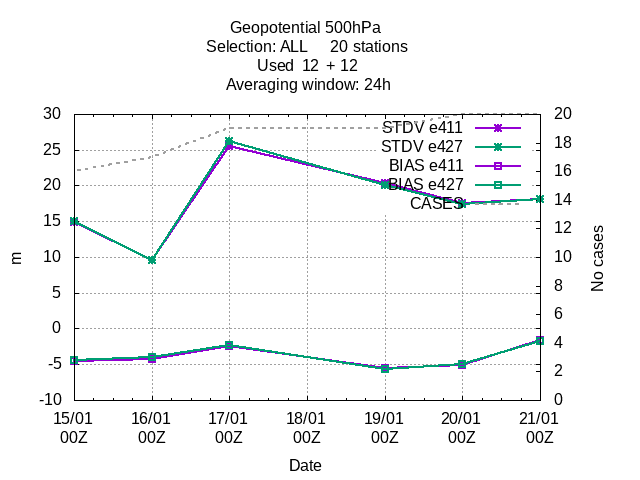 Geopotential 500hPa
Selection: ALL     20 stations
Used  12  + 12
Averaging window: 24h
30
25
20
15
10
5
0
-5
-10
m
20
18
16
14
12
10
8
6
4
2
0
No cases
STDV e411
STDV e427
BIAS e411
BIAS e427
CASES
15/01 16/01 17/01 18/01 19/01 20/01 21/01
00Z 00Z 00Z 00Z 00Z 00Z 00Z
Date